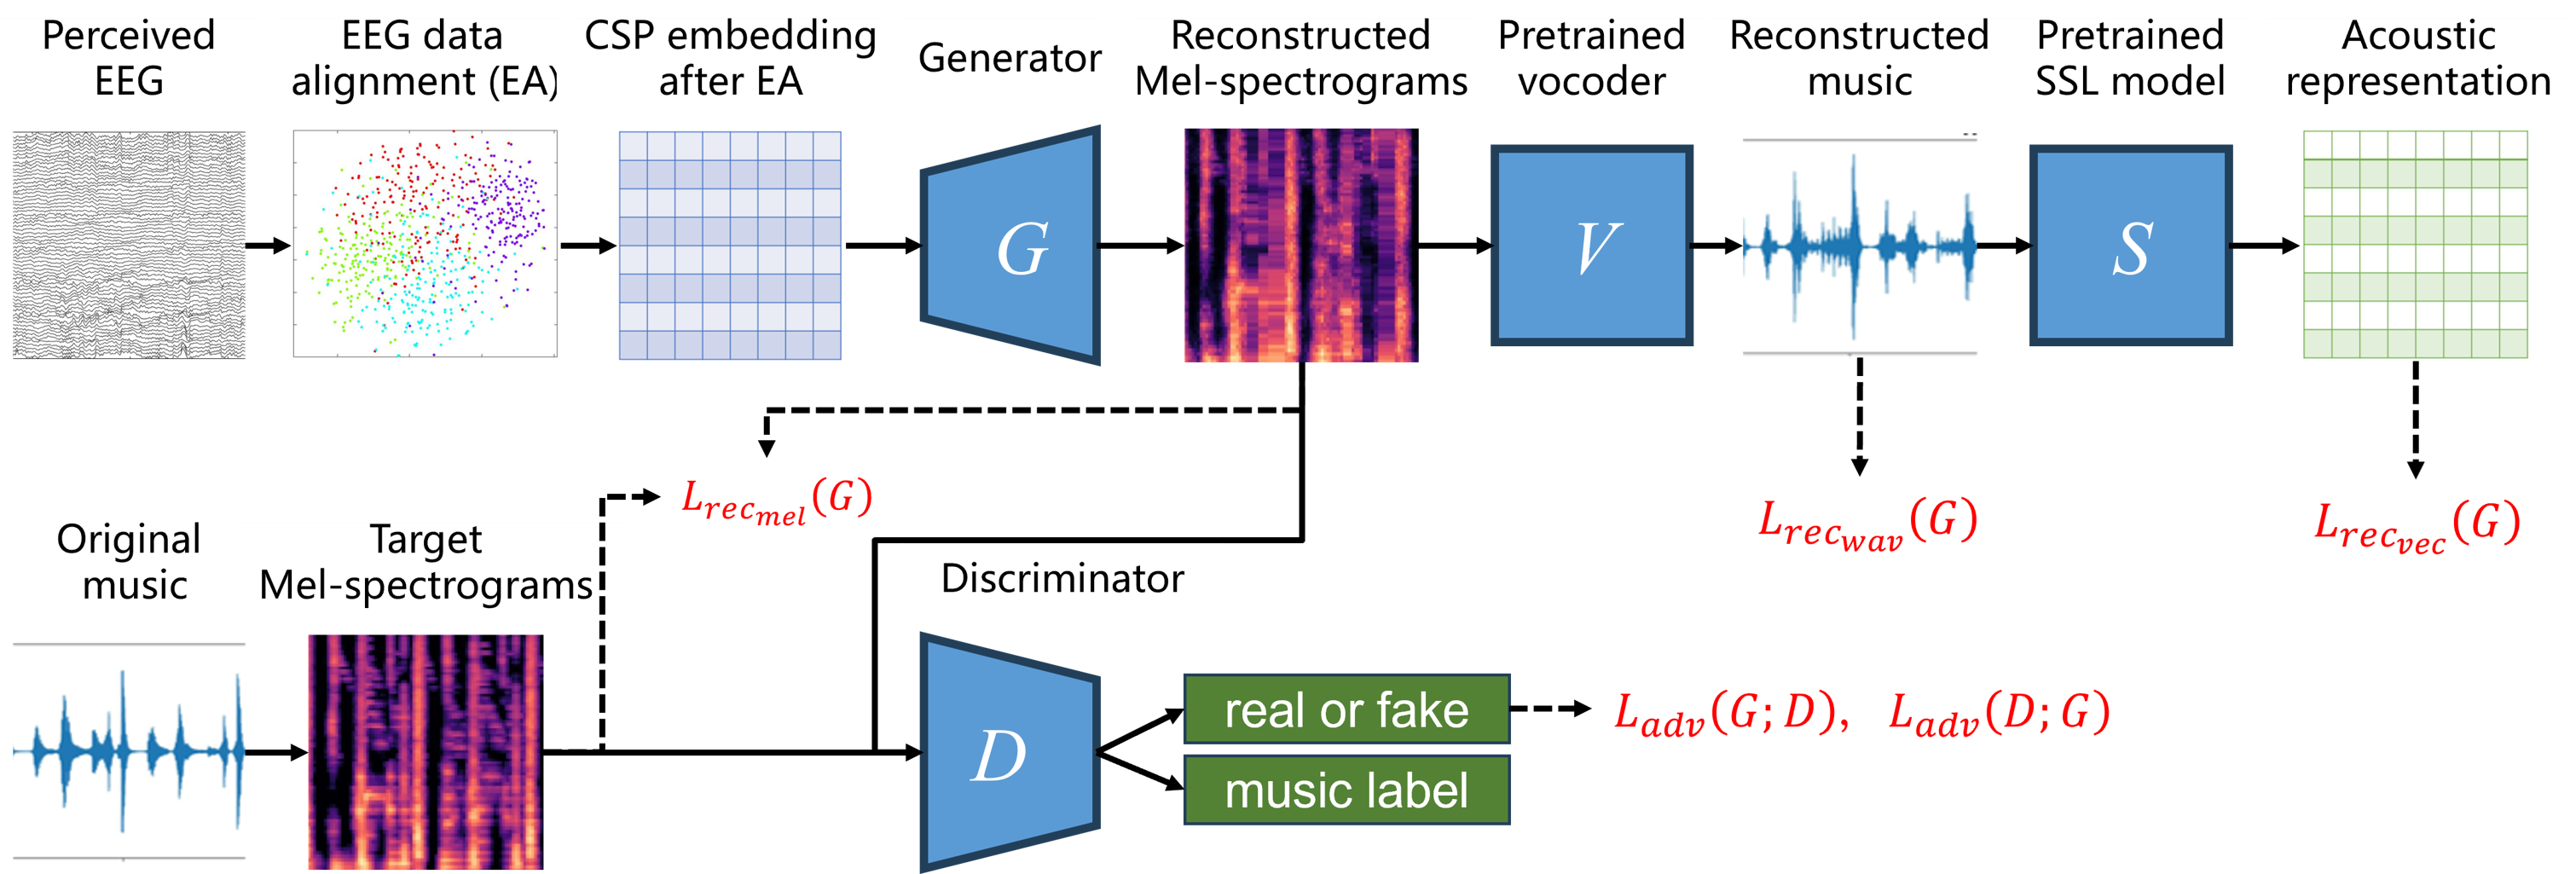 Perceived
EEG
EEG data
alignment (EA)
CSP embedding
after EA
Generator
Reconstructed
Mel-spectrograms
Pretrained
vocoder
Reconstructed
music
Pretrained
SSL model
Acoustic
representation
G
V
S
L_{rec_{mel}}(G)
L_{rec_{wav}}(G)
L_{rec_{vec}}(G)
Original
music
Target
Mel-spectrograms
Discriminator
D
real or fake
music label
L_{adv}(G; D), L_{adv}(D; G)